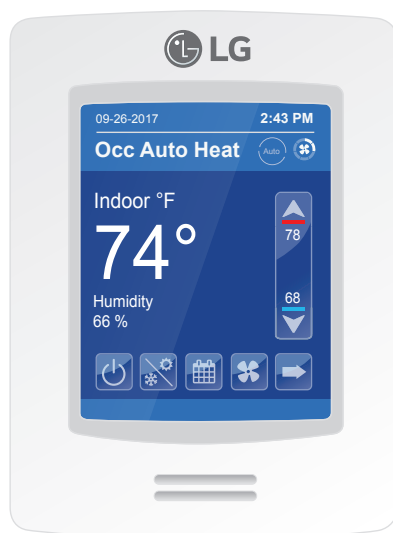 LG
09-26-2017 2:43 PM
Occ Auto Heat Auto
Indoor °F
74°
78
Humidity
66 %
68